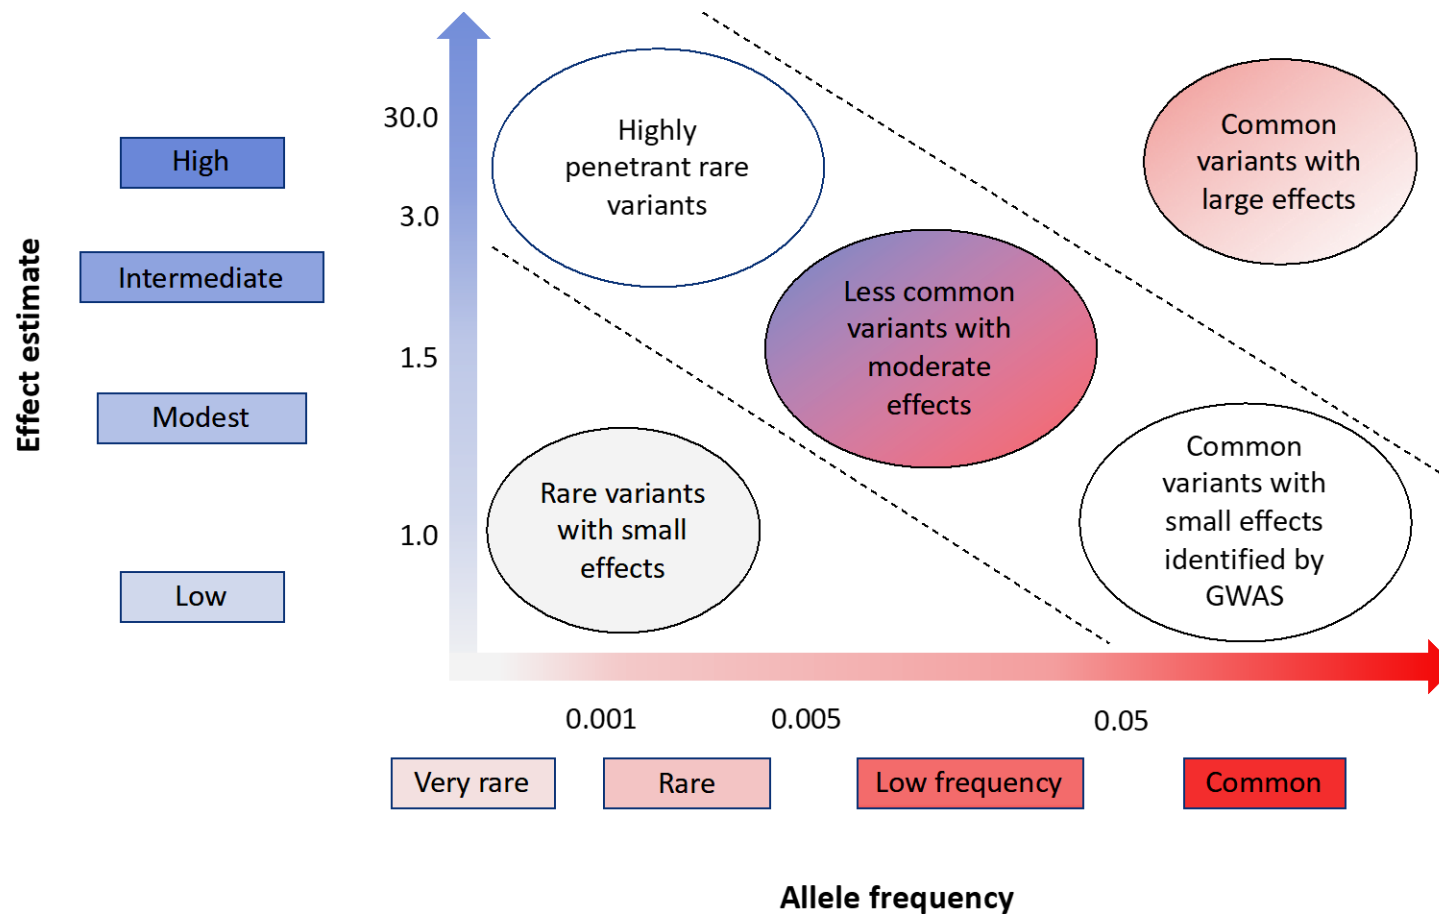 Effect estimate
High
Intermediate
Modest
Low
30.0
3.0
1.5
1.0
Highly
penetrant rare
variants
Common
variants with
large effects
Less common
variants with
moderate
effects
Rare variants
with small
effects
Common
variants with
small effects
identified by
GWAS
0.001
0.005
0.05
Very rare
Rare
Low frequency
Common
Allele frequency